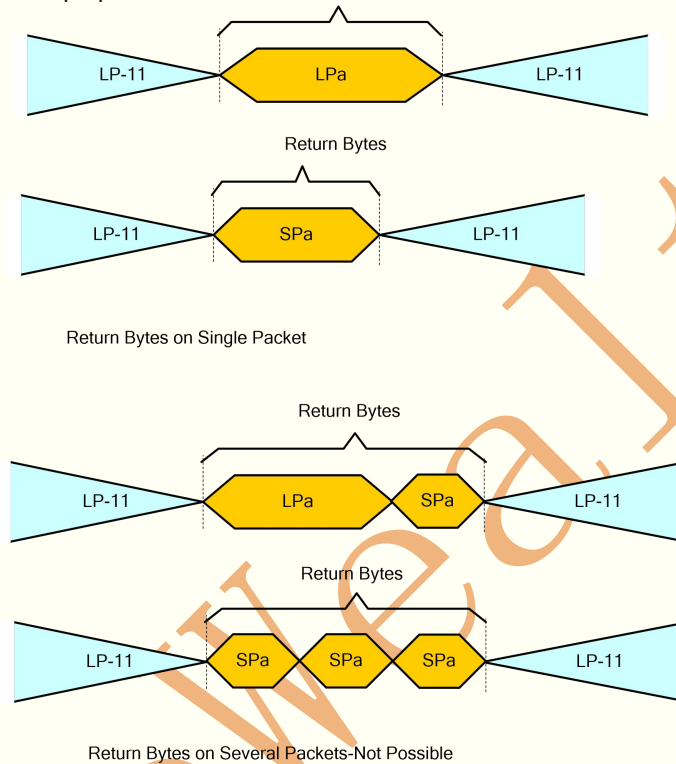 LP-11 LPa LP-11
Return Bytes
LP-11 SPa LP-11
Return Bytes on Single Packet
Return Bytes
LP-11 LPa SPa LP-11
Return Bytes
LP-11 SPa SPa SPa LP-11
Return Bytes on Several Packets-Not Possible